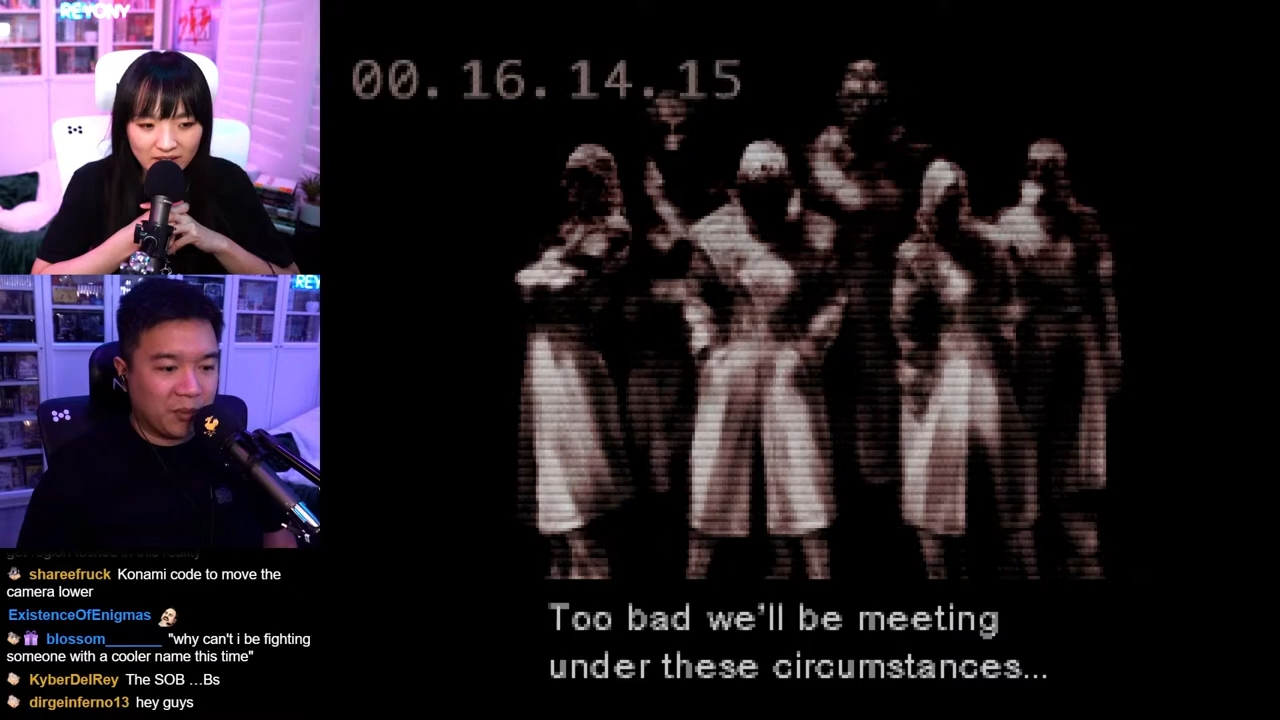 REYONY
REY
00.16.14.15
Too bad we'll be meeting
under these circumstances...
shareefruck Konami code to move the
camera lower
ExistenceOfEnigmas
blossom_______ "why can't i be fighting
someone with a cooler name this time"
KyberDelRey The SOB …Bs
dirgeinferno13 hey guys